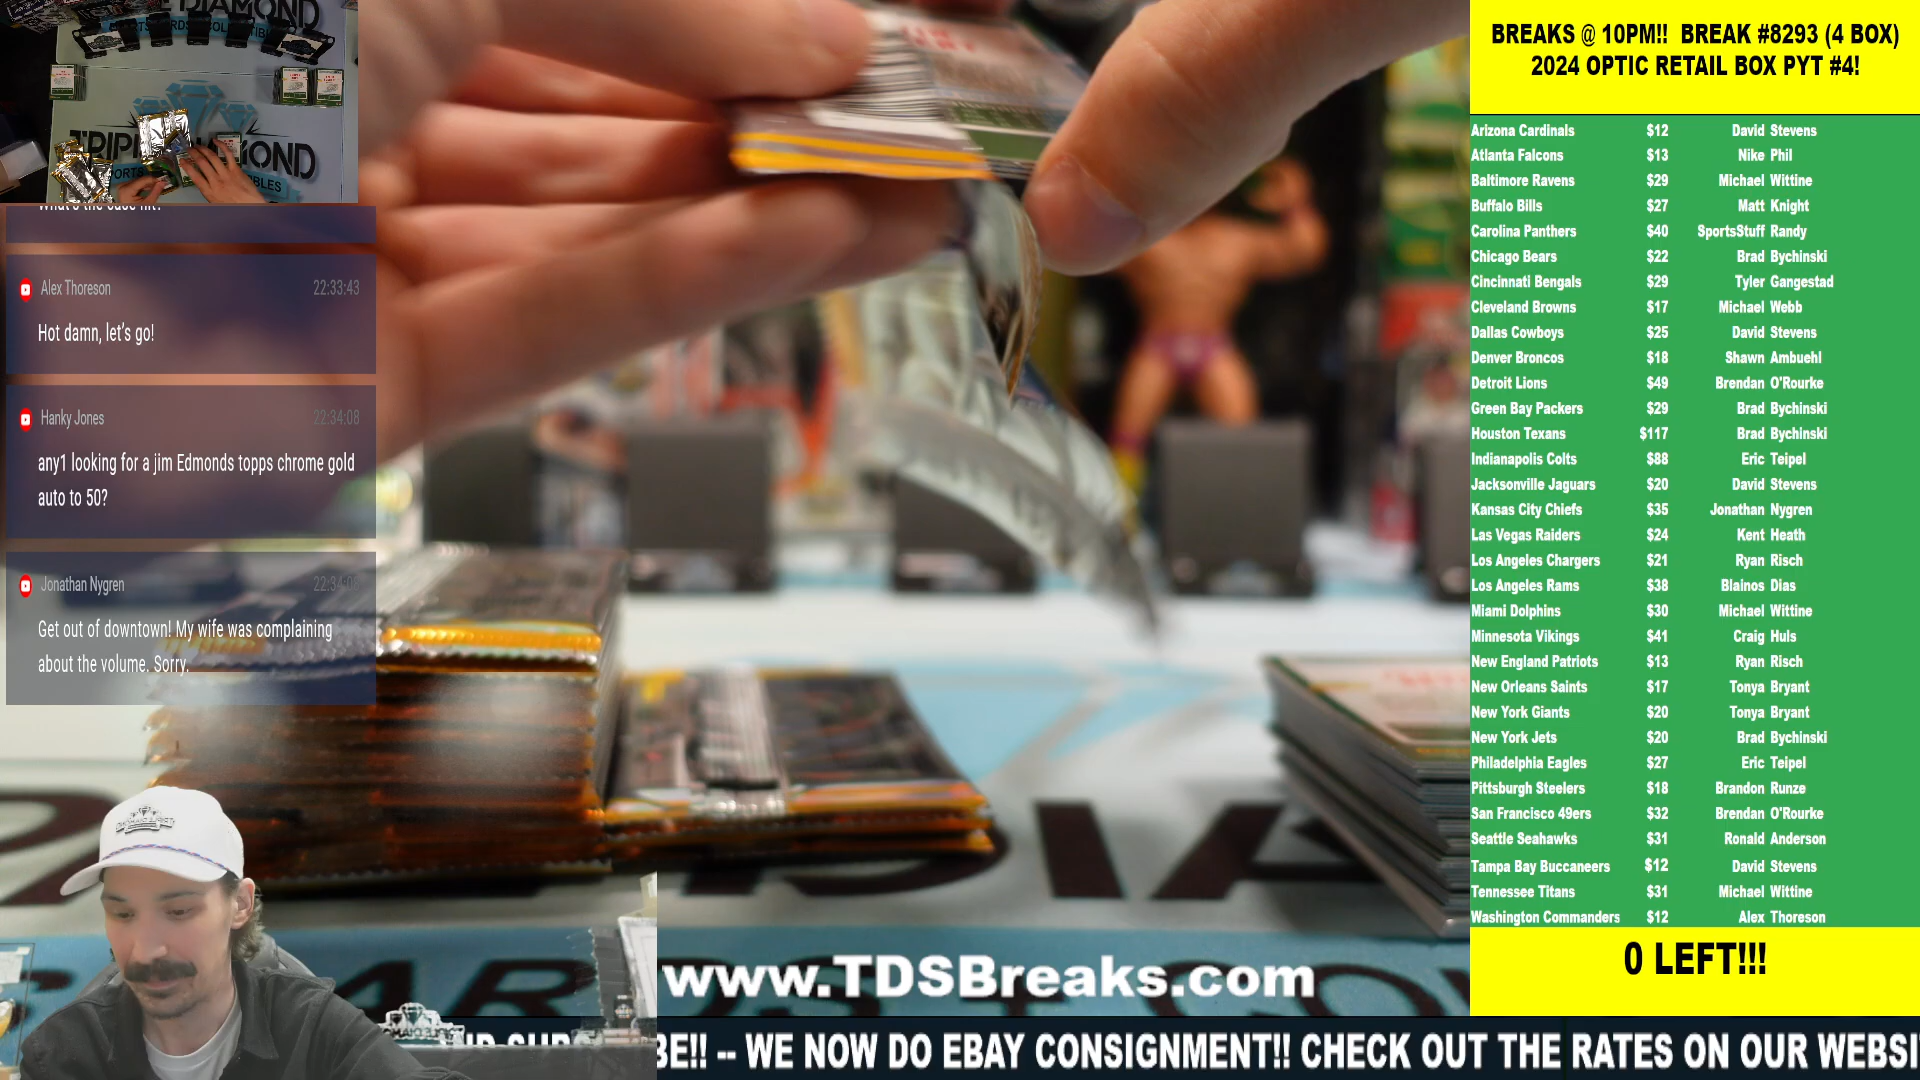 BREAKS @ 10PM!! BREAK #8293 (4 BOX)
2024 OPTIC RETAIL BOX PYT #4!
Arizona Cardinals $12 David Stevens
Atlanta Falcons $13 Nike Phil
Baltimore Ravens $29 Michael Wittine
Buffalo Bills $27 Matt Knight
Carolina Panthers $40 SportsStuff Randy
Chicago Bears $22 Brad Bychinski
Cincinnati Bengals $29 Tyler Gangestad
Cleveland Browns $17 Michael Webb
Dallas Cowboys $25 David Stevens
Denver Broncos $18 Shawn Ambuehl
Detroit Lions $49 Brendan O'Rourke
Green Bay Packers $29 Brad Bychinski
Houston Texans $117 Brad Bychinski
Indianapolis Colts $88 Eric Teipel
Jacksonville Jaguars $20 David Stevens
Kansas City Chiefs $35 Jonathan Nygren
Las Vegas Raiders $24 Kent Heath
Los Angeles Chargers $21 Ryan Risch
Los Angeles Rams $38 Blainos Dias
Miami Dolphins $30 Michael Wittine
Minnesota Vikings $41 Craig Huls
New England Patriots $13 Ryan Risch
New Orleans Saints $17 Tonya Bryant
New York Giants $20 Tonya Bryant
New York Jets $20 Brad Bychinski
Philadelphia Eagles $27 Eric Teipel
Pittsburgh Steelers $18 Brandon Runze
San Francisco 49ers $32 Brendan O'Rourke
Seattle Seahawks $31 Ronald Anderson
Tampa Bay Buccaneers $12 David Stevens
Tennessee Titans $31 Michael Wittine
Washington Commanders $12 Alex Thoreson
0 LEFT!!!
TRIPLE DIAMOND
Alex Thoreson 22:33:43
Hot damn, let's go!
Hanky Jones 22:34:08
any1 looking for a jim Edmonds topps chrome gold
auto to 50?
Jonathan Nygren
Get out of downtown! My wife was complaining
about the volume. Sorry.
www.TDSBreaks.com
BE!! -- WE NOW DO EBAY CONSIGNMENT!! CHECK OUT THE RATES ON OUR WEBSI